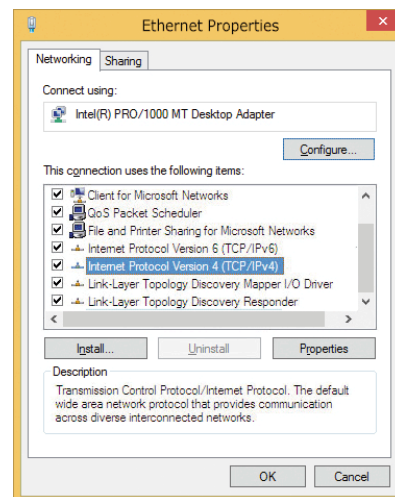 Ethernet Properties
Networking
Sharing
Connect using:
Intel(R) PRO/1000 MT Desktop Adapter
Configure...
This connection uses the following items:
Client for Microsoft Networks
QoS Packet Scheduler
File and Printer Sharing for Microsoft Networks
Internet Protocol Version 6 (TCP/IPv6)
Internet Protocol Version 4 (TCP/IPv4)
Link-Layer Topology Discovery Mapper I/O Driver
Link-Layer Topology Discovery Responder
Install...
Uninstall
Properties
Description
Transmission Control Protocol/Internet Protocol. The default
wide area network protocol that provides communication
across diverse interconnected networks.
OK
Cancel